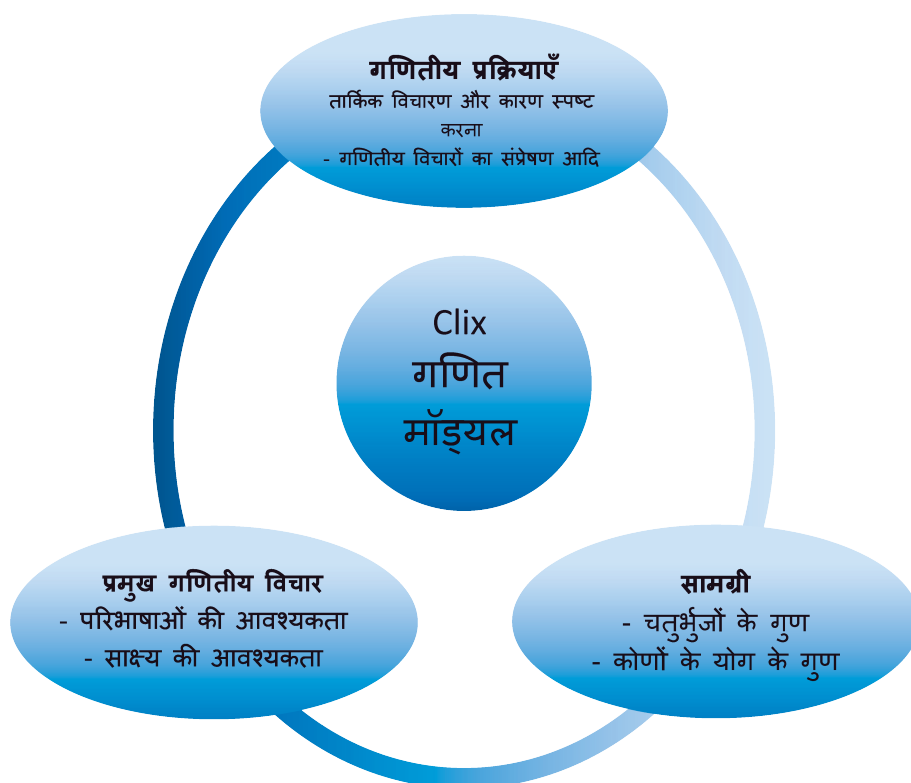 गणितीय प्रक्रियाएँ
तार्किक विचारण और कारण स्पष्ट
करना
- गणितीय विचारों का संप्रेषण आदि
Clix
गणित
मॉड्यल
प्रमुख गणितीय विचार
- परिभाषाओं की आवश्यकता
- साक्ष्य की आवश्यकता
सामग्री
- चतुर्भुजों के गुण
- कोणों के योग के गुण